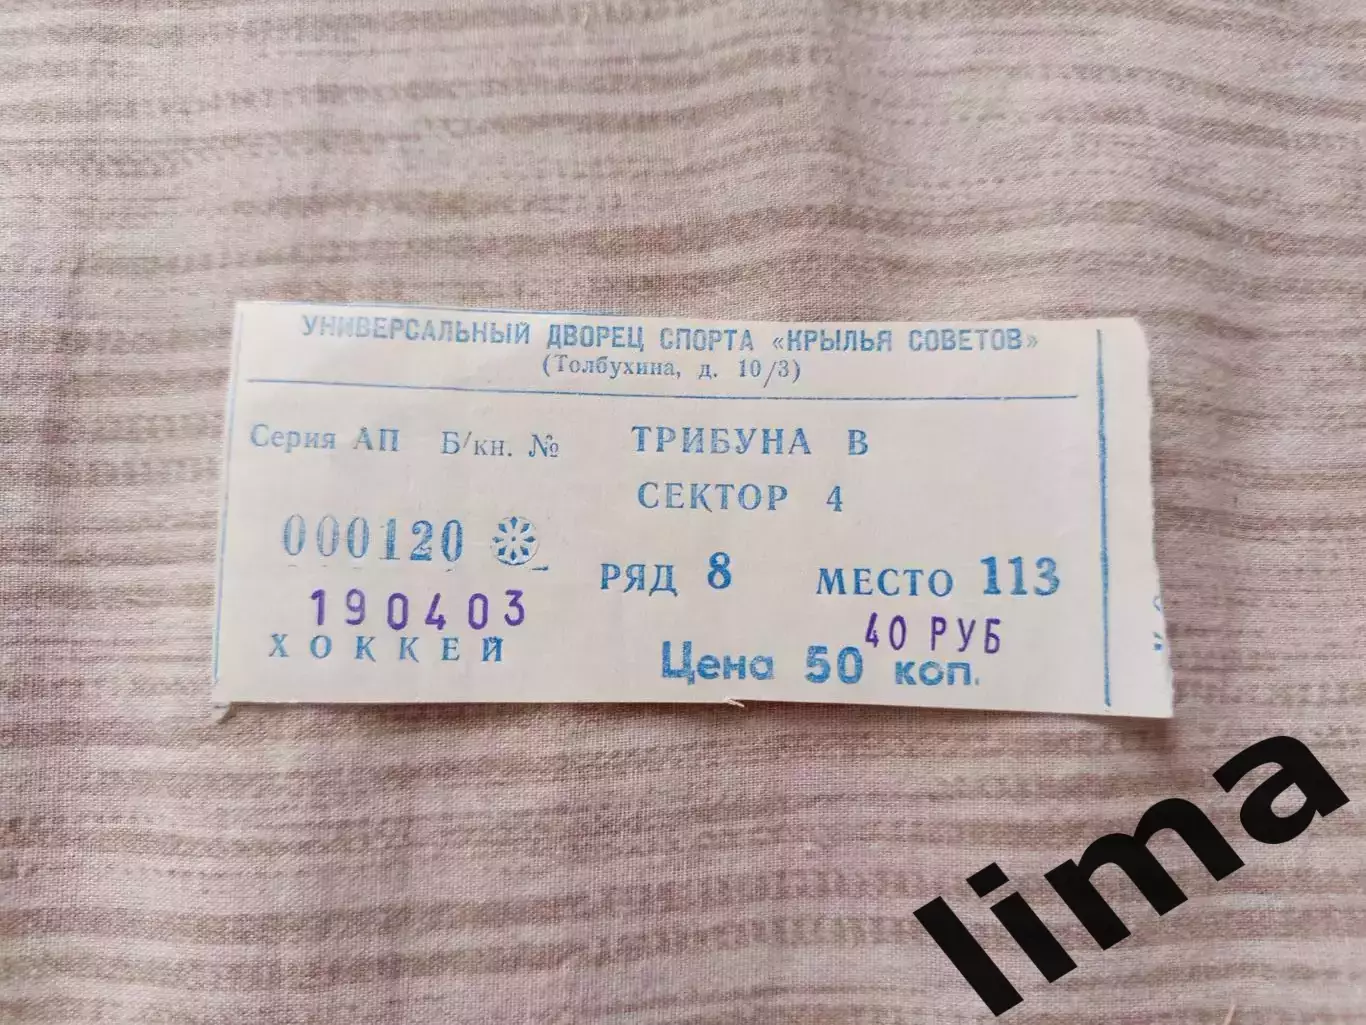 УНИВЕРСАЛЬНЫЙ ДВОРЕЦ СПОРТА «КРЫЛЬЯ СОВЕТОВ»
(Толбухина, д. 10/3)
Серия АП Б/кн. №
000120
190403
ХОККЕЙ
ТРИБУНА В
СЕКТОР 4
РЯД 8 МЕСТО 113
40 РУБ
Цена 50 коп.
lima